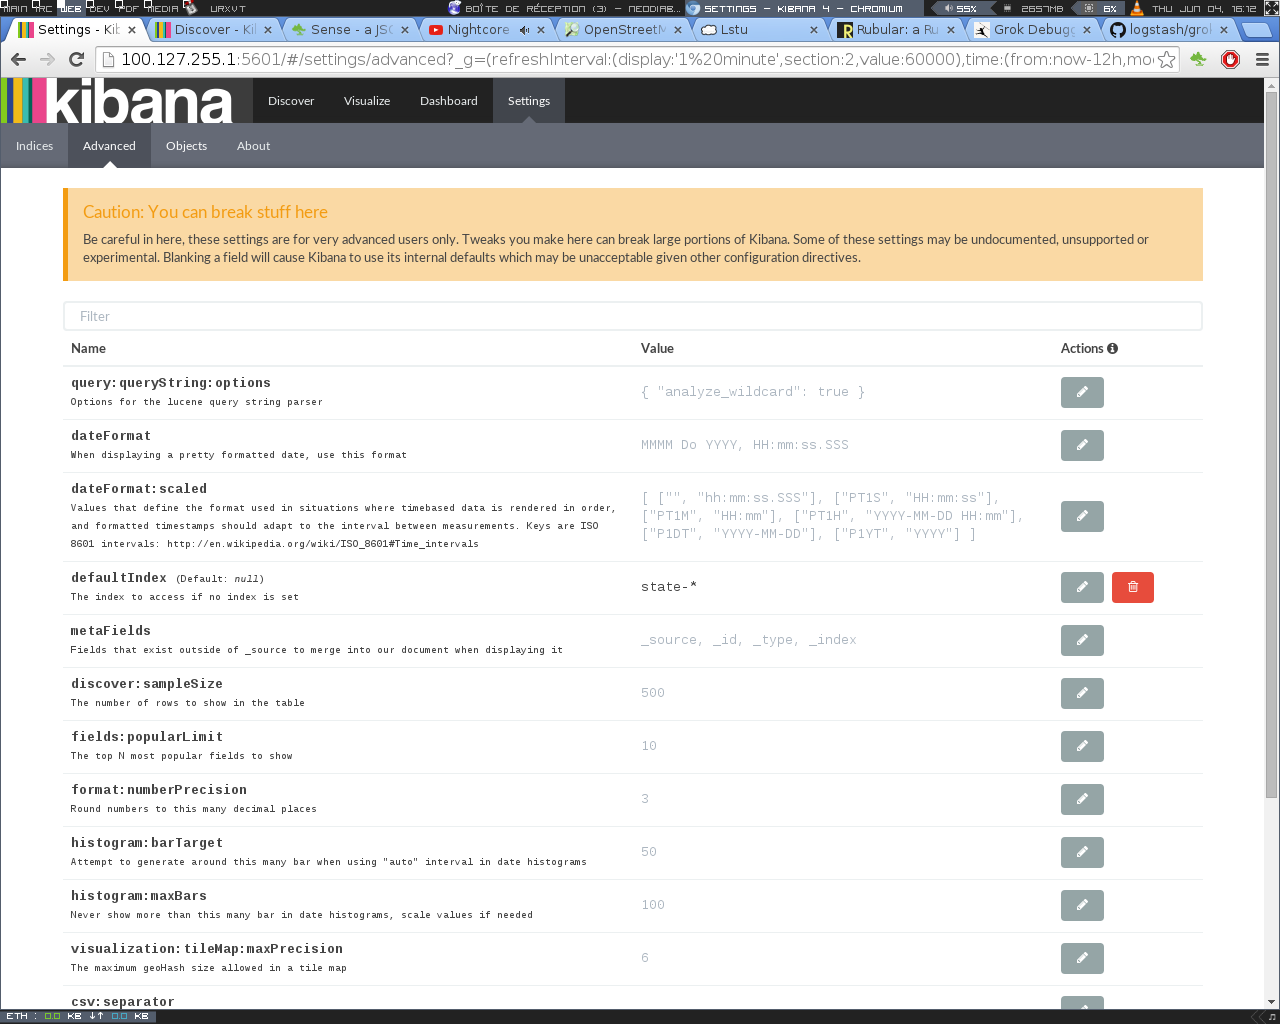 MAIN ARC WEB DEV PDF MEDIA URXVT
BOÎTE DE RÉCEPTION (3) – NEODIAB...
SETTINGS – KIBANA 4 – CHROMIUM
55%
2657MB
6%
THU JUN 04, 16:12
Settings - Kib
Discover - Kib
Sense - a JSO
Nightcore
OpenStreetM
Lstu
Rubular: a Ru
Grok Debugg
logstash/grok
100.127.255.1:5601/#/settings/advanced?_g=(refreshInterval:(display:'1%20minute',section:2,value:60000),time:(from:now-12h,mod
kibana
Discover
Visualize
Dashboard
Settings
Indices
Advanced
Objects
About
Caution: You can break stuff here
Be careful in here, these settings are for very advanced users only. Tweaks you make here can break large portions of Kibana. Some of these settings may be undocumented, unsupported or
experimental. Blanking a field will cause Kibana to use its internal defaults which may be unacceptable given other configuration directives.
Filter
Name Value Actions
query:queryString:options
Options for the lucene query string parser
{ "analyze_wildcard": true }
dateFormat
When displaying a pretty formatted date, use this format
MMMM Do YYYY, HH:mm:ss.SSS
dateFormat:scaled
Values that define the format used in situations where timebased data is rendered in order,
and formatted timestamps should adapt to the interval between measurements. Keys are ISO
8601 intervals: http://en.wikipedia.org/wiki/ISO_8601#Time_intervals
[ ["", "hh:mm:ss.SSS"], ["PT1S", "HH:mm:ss"],
["PT1M", "HH:mm"], ["PT1H", "YYYY-MM-DD HH:mm"],
["P1DT", "YYYY-MM-DD"], ["P1YT", "YYYY"] ]
defaultIndex (Default: null)
The index to access if no index is set
state-*
metaFields
Fields that exist outside of _source to merge into our document when displaying it
_source, _id, _type, _index
discover:sampleSize
The number of rows to show in the table
500
fields:popularLimit
The top N most popular fields to show
10
format:numberPrecision
Round numbers to this many decimal places
3
histogram:barTarget
Attempt to generate around this many bar when using "auto" interval in date histograms
50
histogram:maxBars
Never show more than this many bar in date histograms, scale values if needed
100
visualization:tileMap:maxPrecision
The maximum geoHash size allowed in a tile map
6
csv:separator
ETH : 0.0 KB ↓↑ 0.0 KB